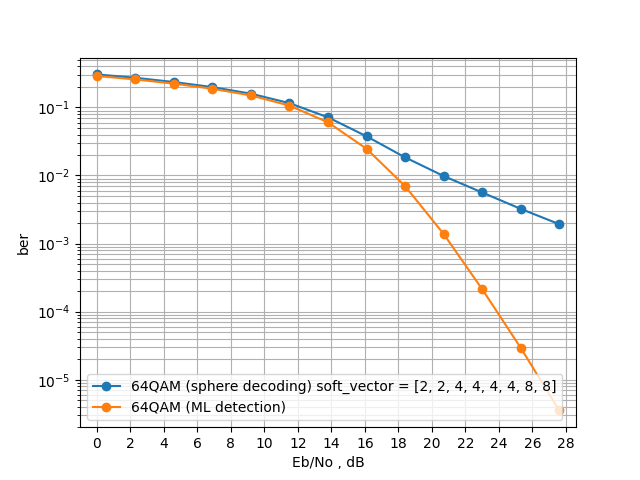 ber
10⁻¹
10⁻²
10⁻³
10⁻⁴
10⁻⁵
64QAM (sphere decoding) soft_vector = [2, 2, 4, 4, 4, 4, 8, 8]
64QAM (ML detection)
0 2 4 6 8 10 12 14 16 18 20 22 24 26 28
Eb/No , dB